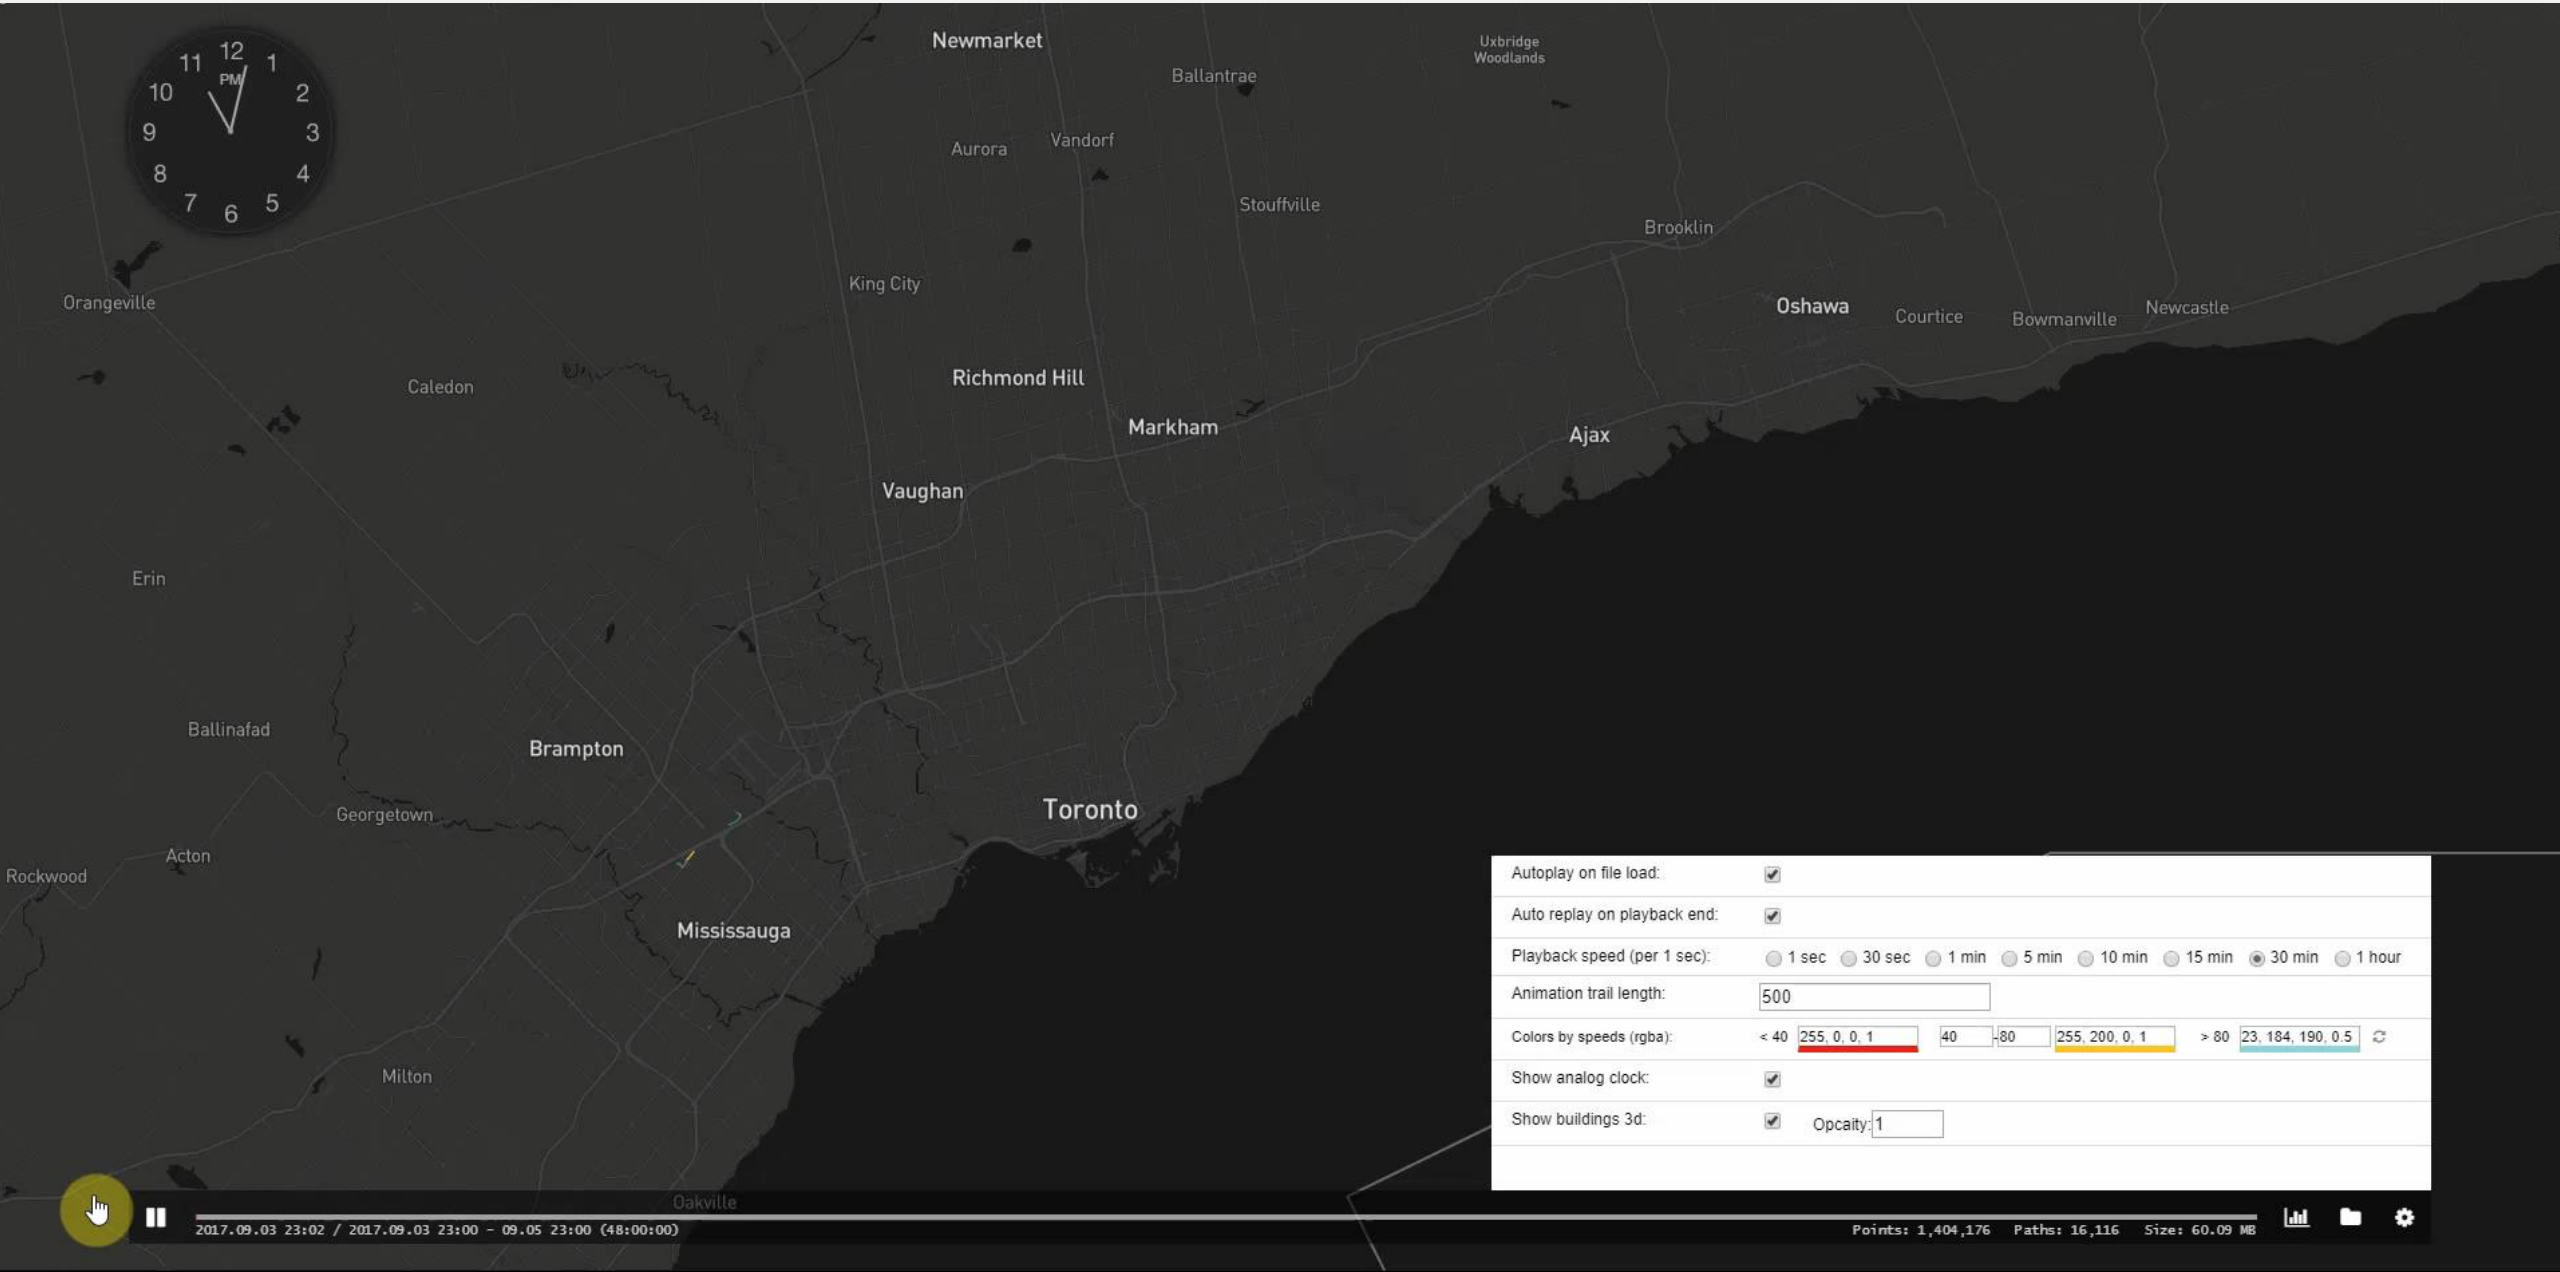 12
11
1
PM
10
2
9
3
8
4
7
5
6
Newmarket
Uxbridge
Woodlands
Ballantrae
Aurora
Vandorf
Stouffville
Brooklin
King City
Orangeville
Oshawa
Courtice
Bowmanville
Newcastle
Caledon
Richmond Hill
Markham
Ajax
Vaughan
Erin
Ballinafad
Brampton
Toronto
Georgetown
Acton
Rockwood
Mississauga
Milton
Oakville
Autoplay on file load:
Auto replay on playback end:
Playback speed (per 1 sec): 1 sec 30 sec 1 min 5 min 10 min 15 min 30 min 1 hour
Animation trail length: 500
Colors by speeds (rgba): < 40 255, 0, 0, 1 40 -80 255, 200, 0, 1 > 80 23, 184, 190, 0.5
Show analog clock:
Show buildings 3d: Opcaity: 1
2017.09.03 23:02 / 2017.09.03 23:00 - 09.05 23:00 (48:00:00) Points: 1,404,176 Paths: 16,116 Size: 60.09 MB